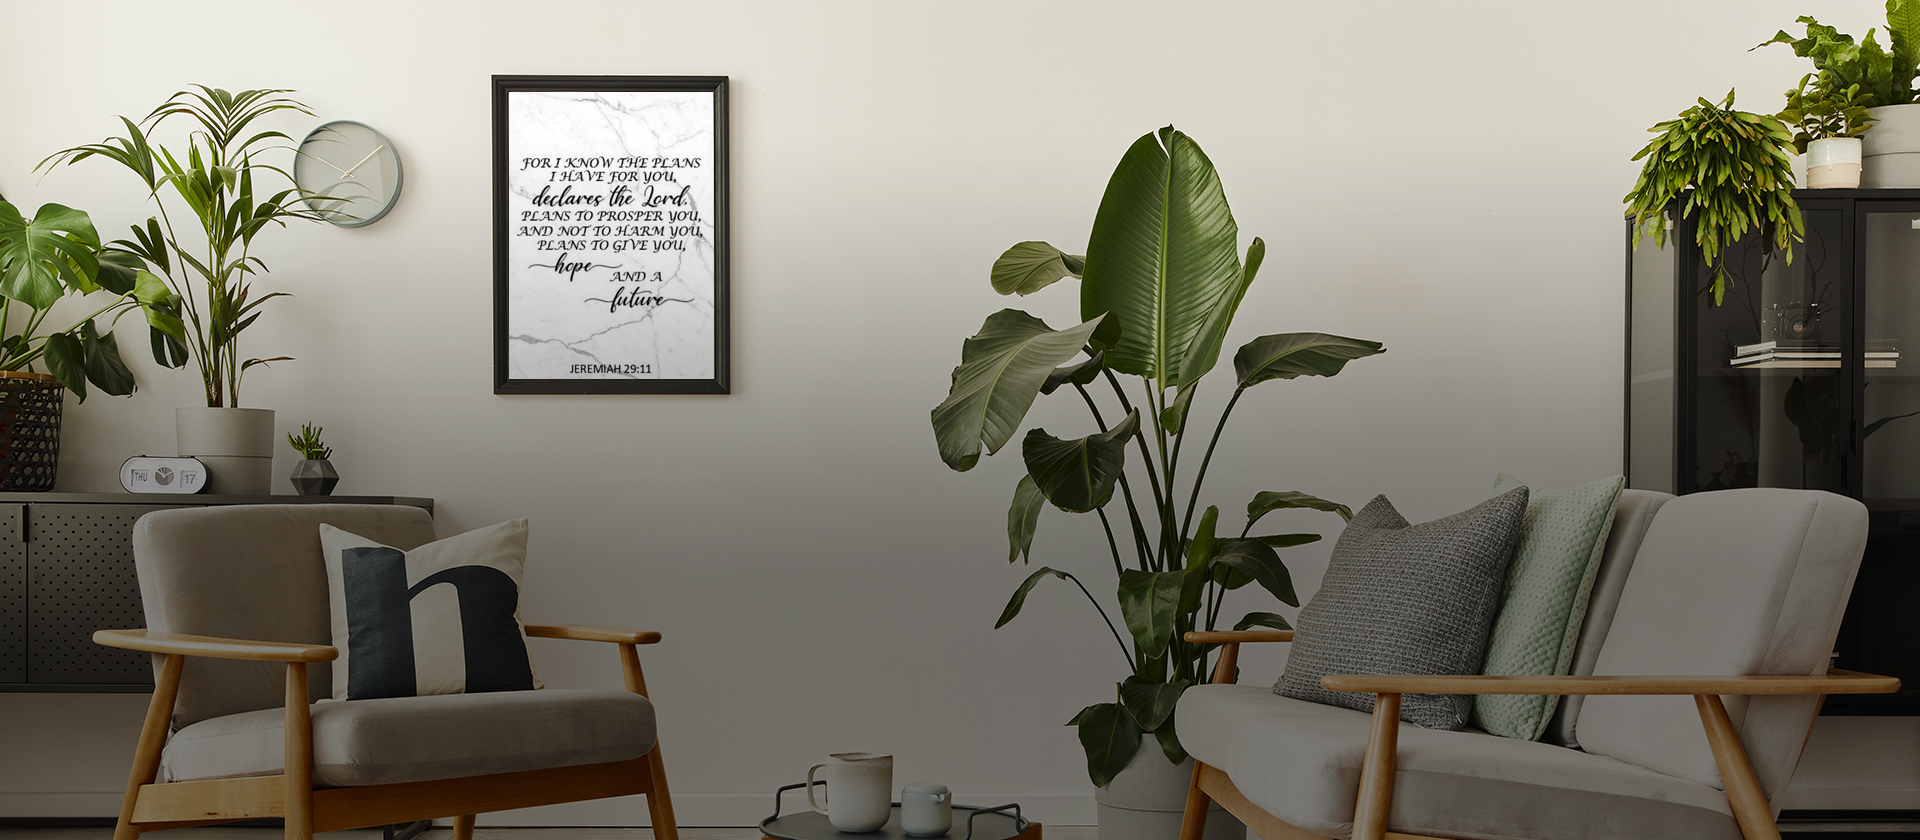 FOR I KNOW THE PLANS
I HAVE FOR YOU,
declares the Lord,
PLANS TO PROSPER YOU,
AND NOT TO HARM YOU,
PLANS TO GIVE YOU,
hope
AND A
future
JEREMIAH 29:11
THU 17
n